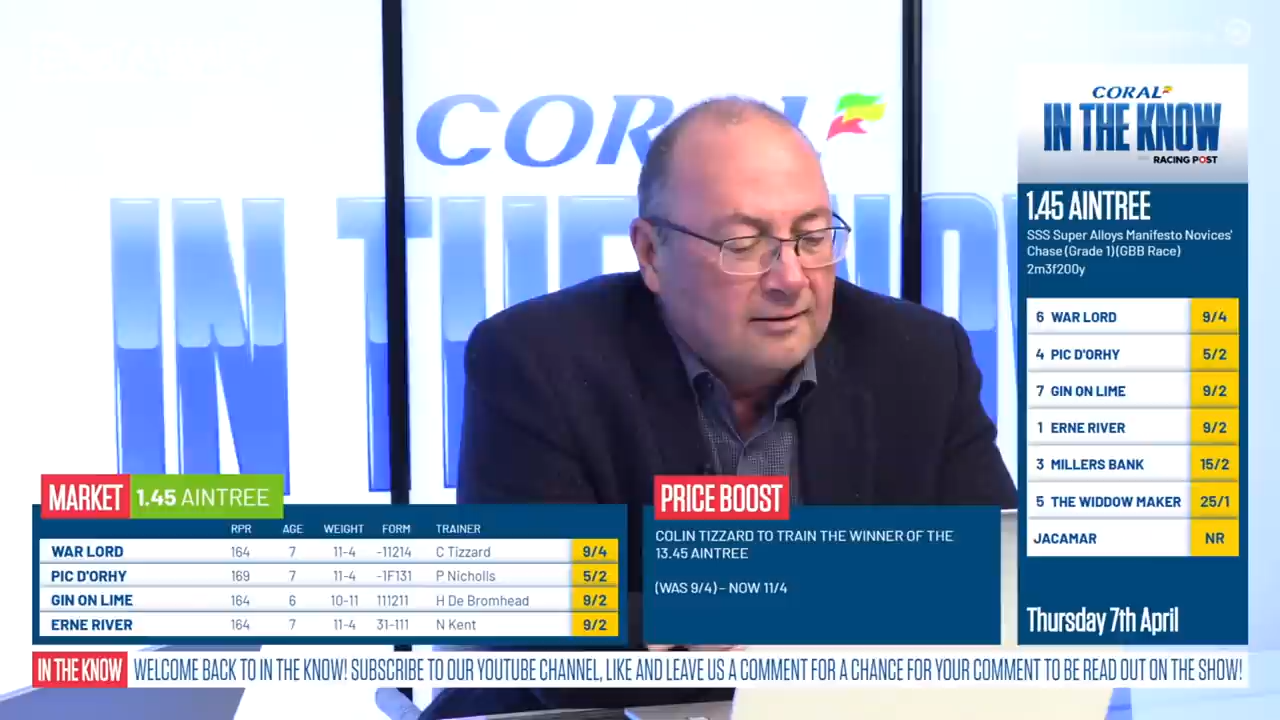 CORAL
IN THE KNOW
CORAL
IN THE KNOW
RACING POST
1.45 AINTREE
SSS Super Alloys Manifesto Novices'
Chase (Grade 1) (GBB Race)
2m3f200y
6 WAR LORD 9/4
4 PIC D'ORHY 5/2
7 GIN ON LIME 9/2
1 ERNE RIVER 9/2
3 MILLERS BANK 15/2
5 THE WIDDOW MAKER 25/1
JACAMAR NR
Thursday 7th April
MARKET 1.45 AINTREE
RPR AGE WEIGHT FORM TRAINER
WAR LORD 164 7 11-4 -11214 C Tizzard 9/4
PIC D'ORHY 169 7 11-4 -1F131 P Nicholls 5/2
GIN ON LIME 164 6 10-11 111211 H De Bromhead 9/2
ERNE RIVER 164 7 11-4 31-111 N Kent 9/2
PRICE BOOST
COLIN TIZZARD TO TRAIN THE WINNER OF THE
13.45 AINTREE
(WAS 9/4) – NOW 11/4
IN THE KNOW WELCOME BACK TO IN THE KNOW! SUBSCRIBE TO OUR YOUTUBE CHANNEL, LIKE AND LEAVE US A COMMENT FOR A CHANCE FOR YOUR COMMENT TO BE READ OUT ON THE SHOW!